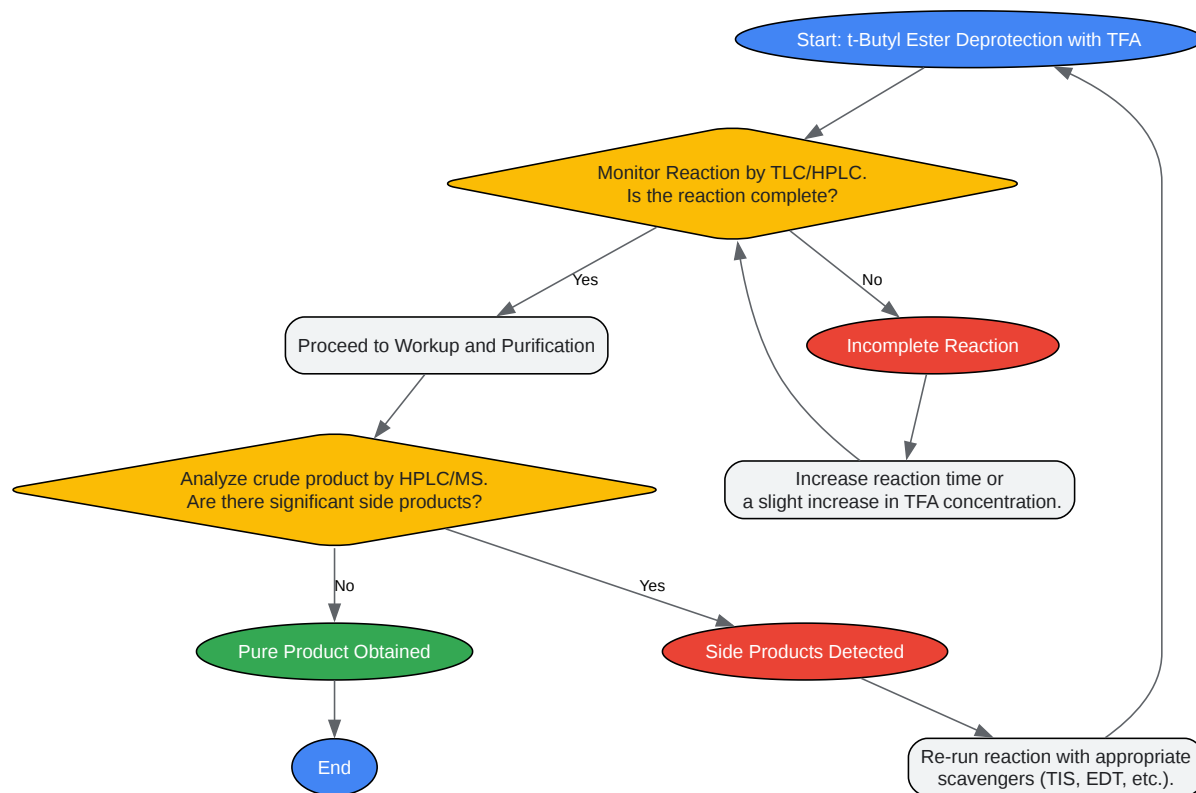 Start: t-Butyl Ester Deprotection with TFA
Monitor Reaction by TLC/HPLC.
Is the reaction complete?
Yes
No
Proceed to Workup and Purification
Incomplete Reaction
Analyze crude product by HPLC/MS.
Are there significant side products?
Increase reaction time or
a slight increase in TFA concentration.
No
Yes
Pure Product Obtained
Side Products Detected
End
Re-run reaction with appropriate
scavengers (TIS, EDT, etc.).